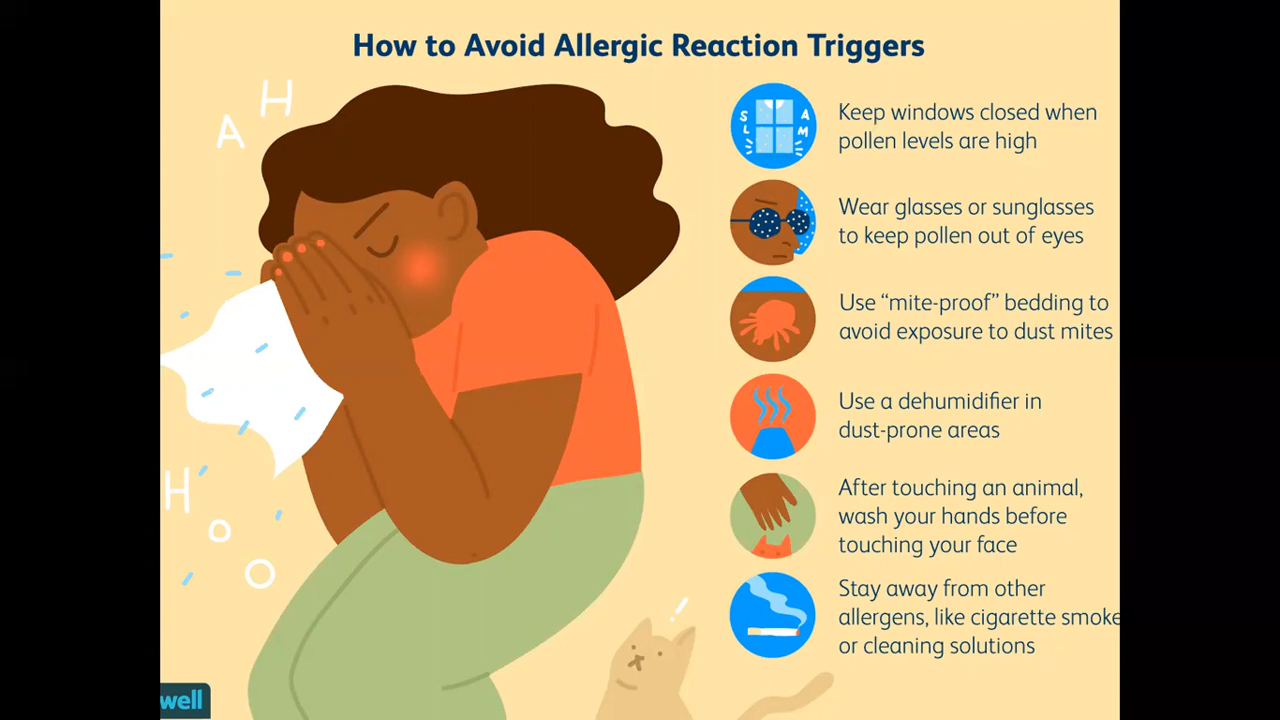 How to Avoid Allergic Reaction Triggers
AH
HOO
SLAM
Keep windows closed when
pollen levels are high
Wear glasses or sunglasses
to keep pollen out of eyes
Use “mite-proof” bedding to
avoid exposure to dust mites
Use a dehumidifier in
dust-prone areas
After touching an animal,
wash your hands before
touching your face
Stay away from other
allergens, like cigarette smoke
or cleaning solutions
!
well